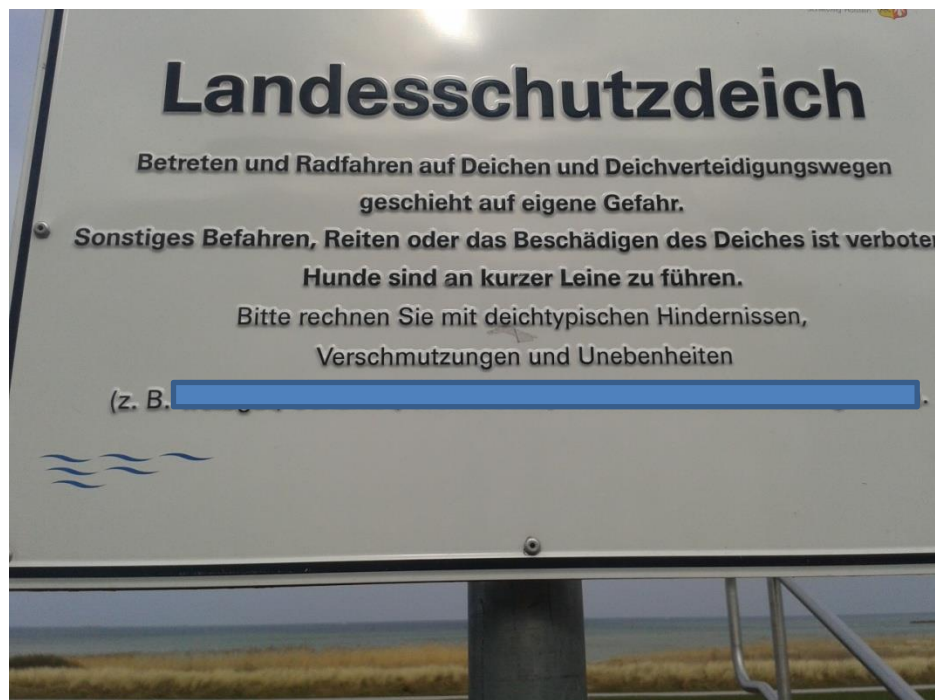 Landesschutzdeich
Betreten und Radfahren auf Deichen und Deichverteidigungswegen
geschieht auf eigene Gefahr.
Sonstiges Befahren, Reiten oder das Beschädigen des Deiches ist verboten
Hunde sind an kurzer Leine zu führen.
Bitte rechnen Sie mit deichtypischen Hindernissen,
Verschmutzungen und Unebenheiten
(z. B.